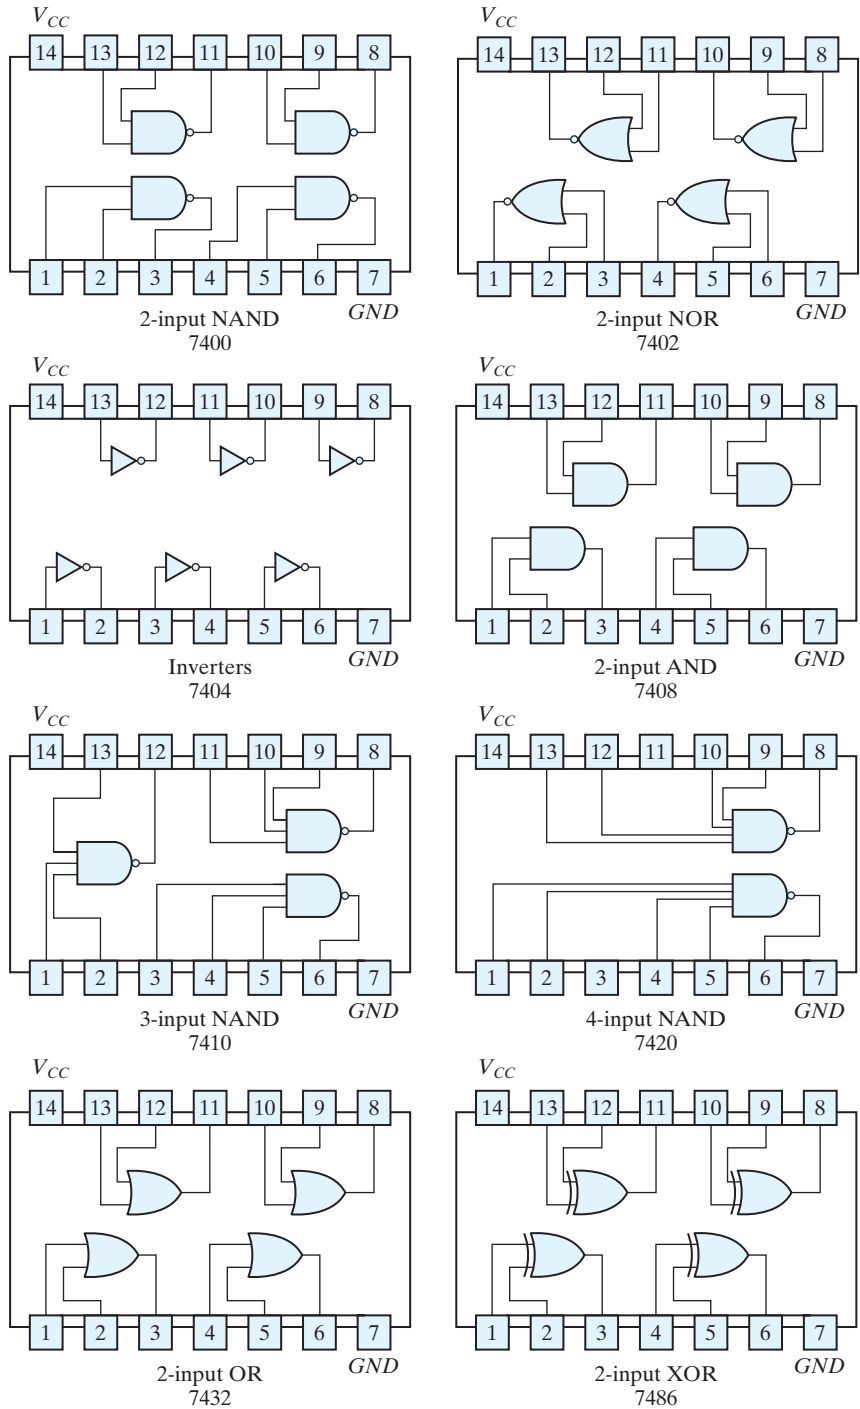 V_CC
14 13 12 11 10 9 8
1 2 3 4 5 6 7
GND
2-input NAND
7400
V_CC
14 13 12 11 10 9 8
1 2 3 4 5 6 7
GND
2-input NOR
7402
V_CC
14 13 12 11 10 9 8
1 2 3 4 5 6 7
GND
Inverters
7404
V_CC
14 13 12 11 10 9 8
1 2 3 4 5 6 7
GND
2-input AND
7408
V_CC
14 13 12 11 10 9 8
1 2 3 4 5 6 7
GND
3-input NAND
7410
V_CC
14 13 12 11 10 9 8
1 2 3 4 5 6 7
GND
4-input NAND
7420
V_CC
14 13 12 11 10 9 8
1 2 3 4 5 6 7
GND
2-input OR
7432
V_CC
14 13 12 11 10 9 8
1 2 3 4 5 6 7
GND
2-input XOR
7486